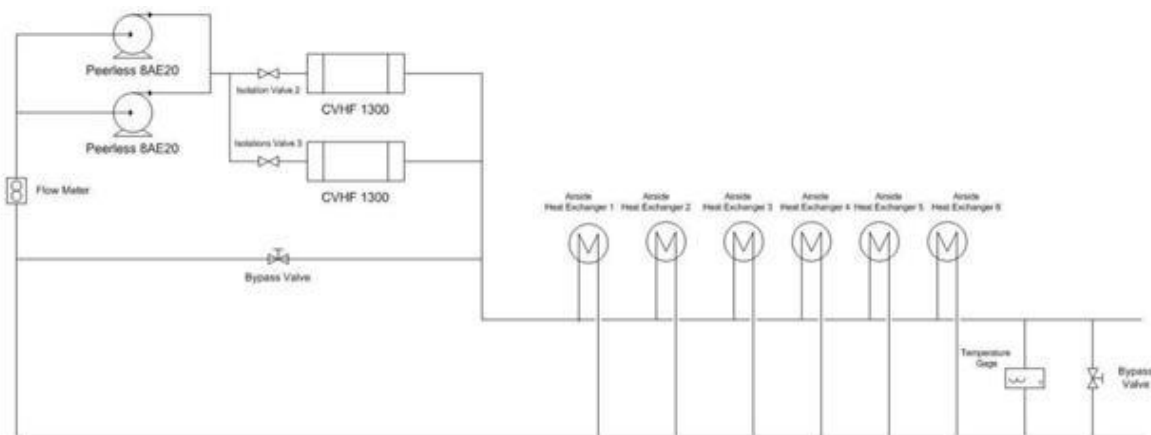 Peerless 8AE20
Isolation Valve 2
CVHF 1300
Peerless 8AE20
Isolations Valve 3
CVHF 1300
Flow Meter
Bypass Valve
Airside
Heat Exchanger 1
Airside
Heat Exchanger 2
Airside
Heat Exchanger 3
Airside
Heat Exchanger 4
Airside
Heat Exchanger 5
Airside
Heat Exchanger 6
Temperature
Gage
Bypass
Valve